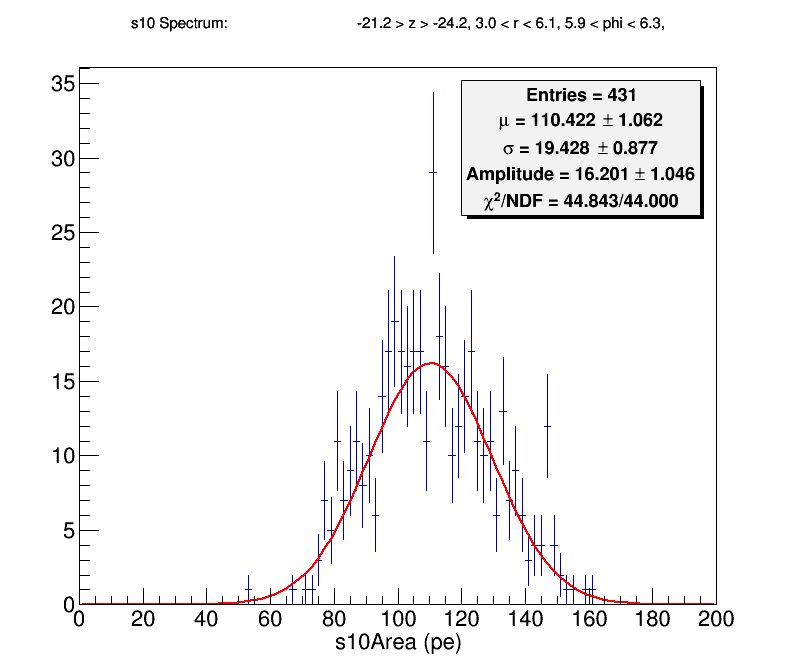 s10 Spectrum: -21.2 > z > -24.2, 3.0 < r < 6.1, 5.9 < phi < 6.3,
Entries = 431
μ = 110.422 ± 1.062
σ = 19.428 ± 0.877
Amplitude = 16.201 ± 1.046
χ²/NDF = 44.843/44.000
35
30
25
20
15
10
5
0
0 20 40 60 80 100 120 140 160 180 200
s10Area (pe)